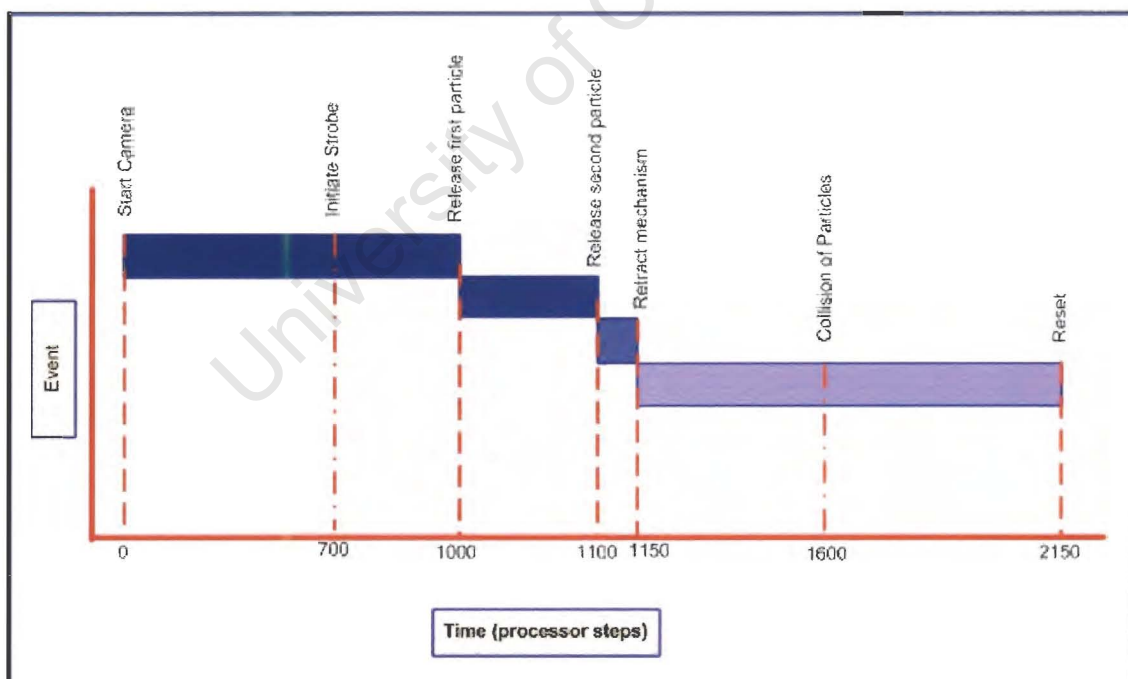 University of C
Start Camera
Initiate Strobe
Release first particle
Release second particle
Retract mechanism
Collision of Particles
Reset
Event
0
700
1000
1100
1150
1600
2150
Time (processor steps)